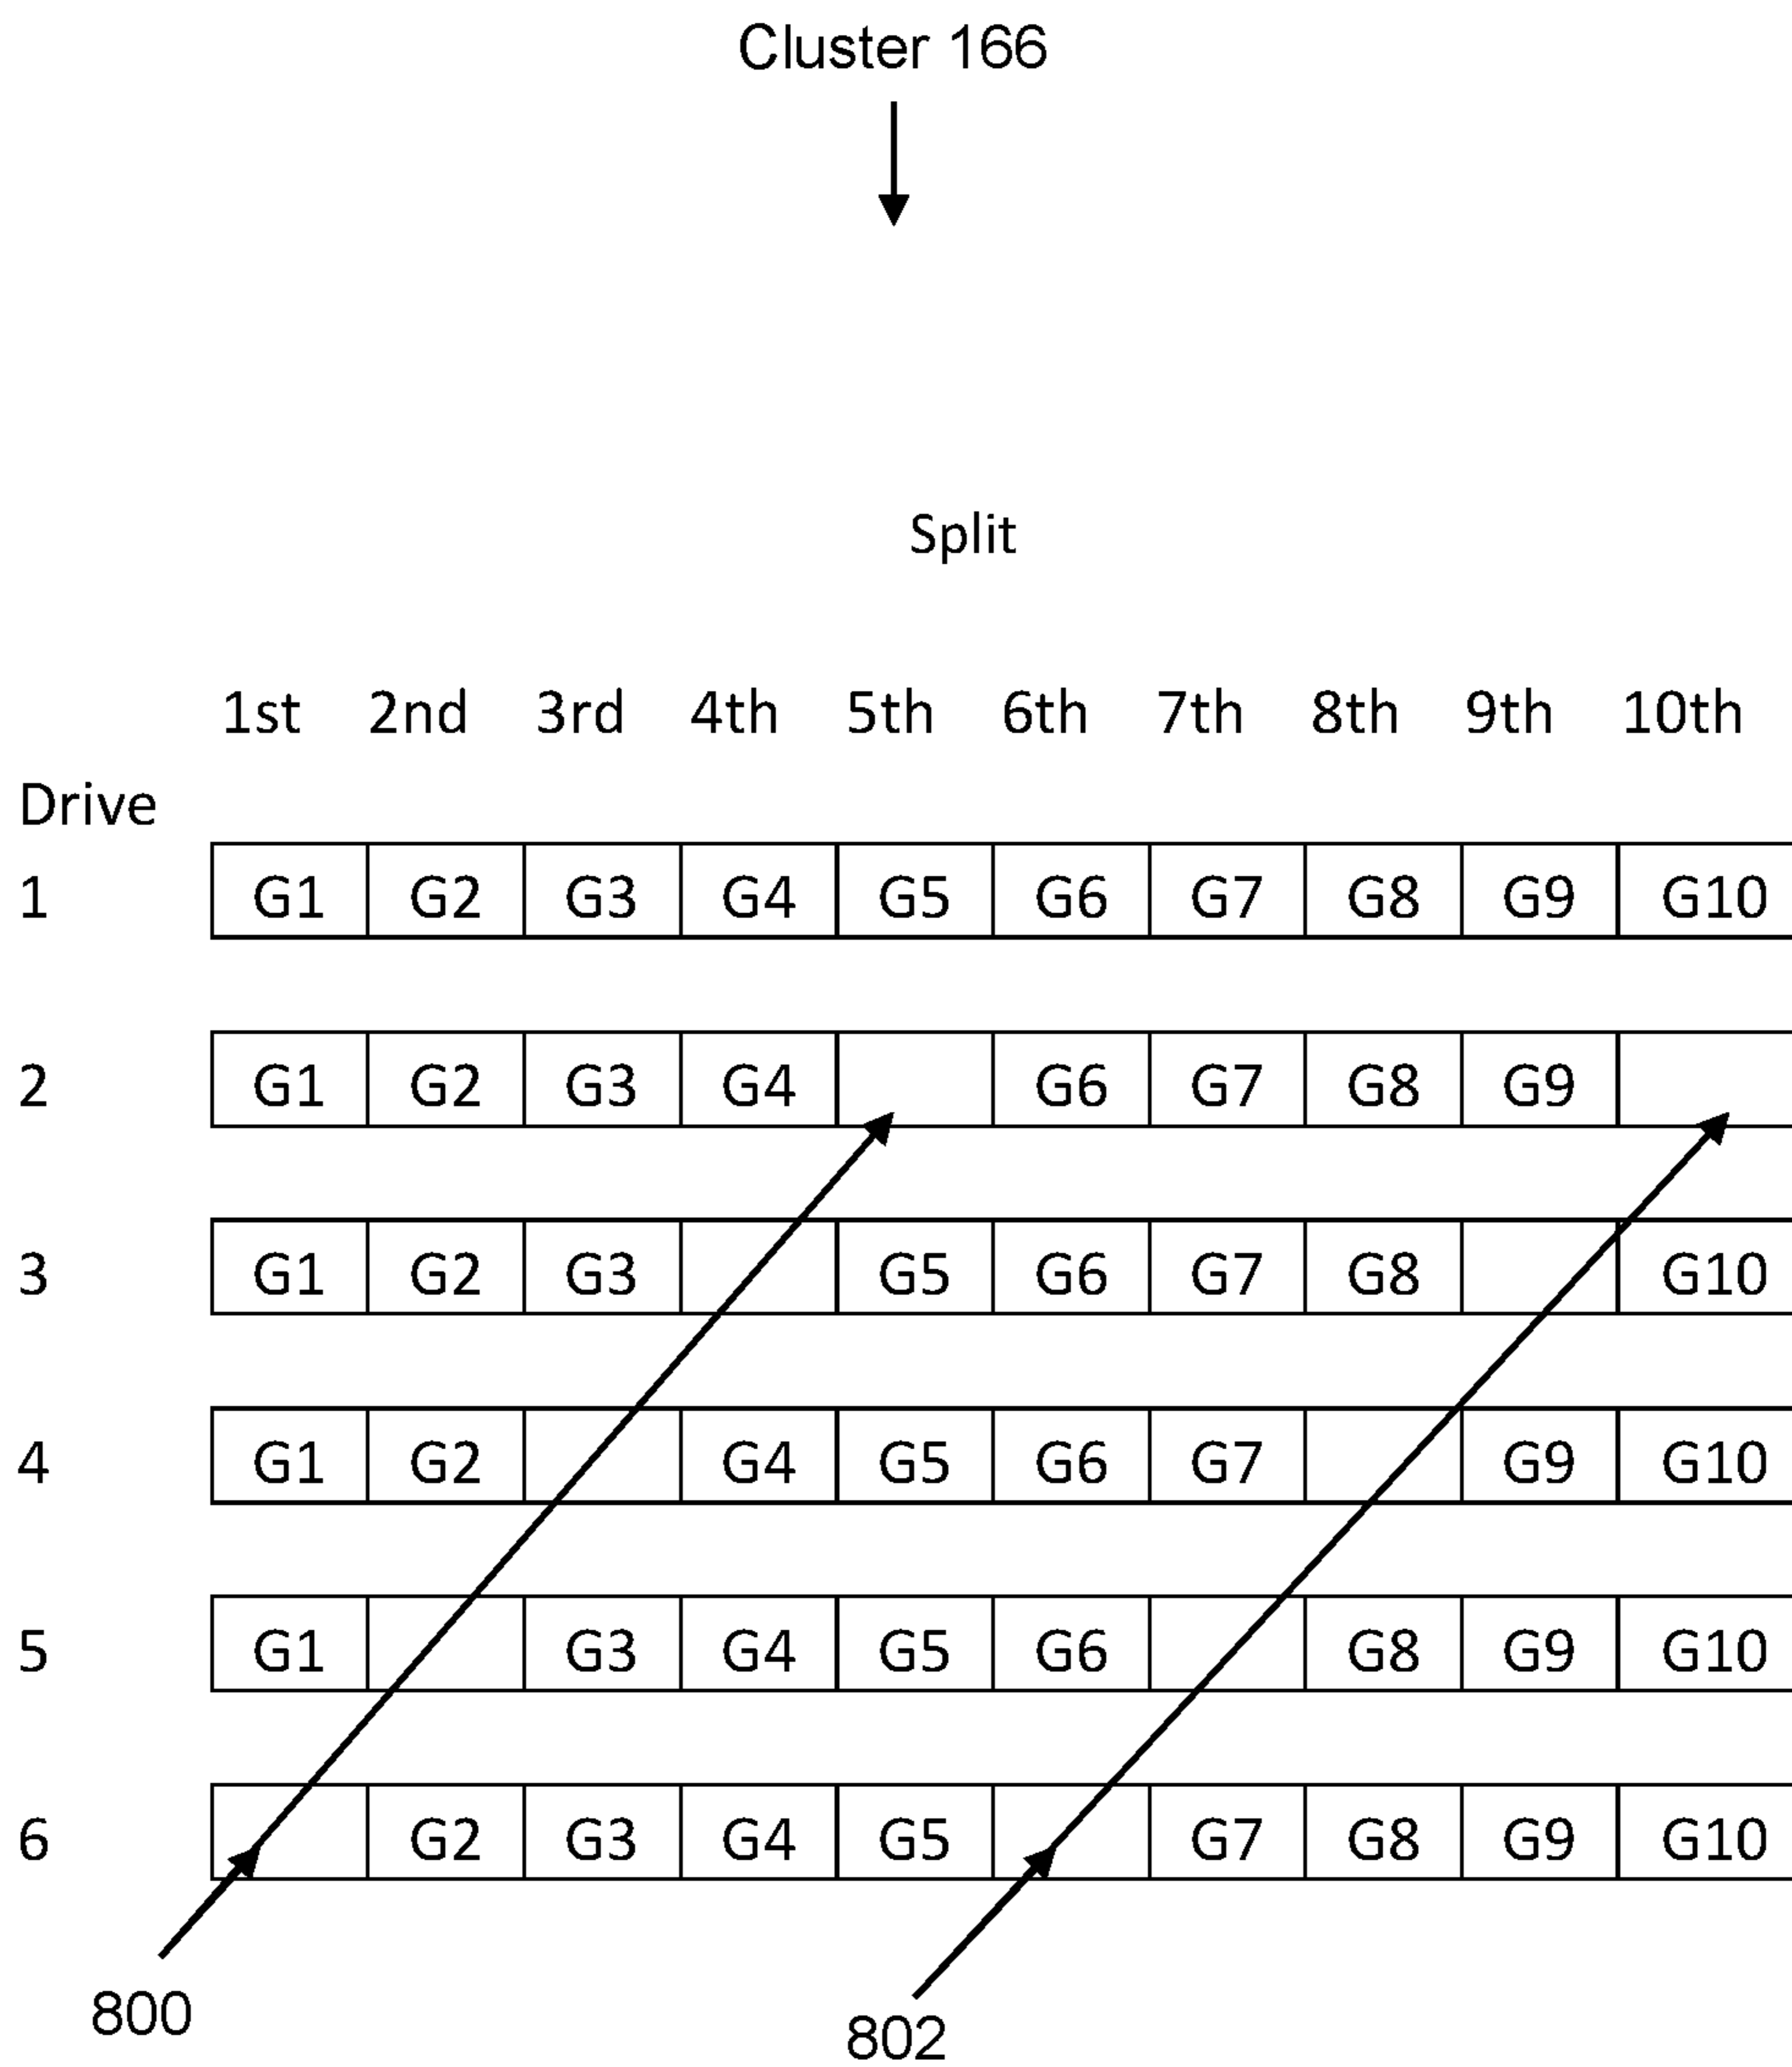 Cluster 166
Split
1st 2nd 3rd 4th 5th 6th 7th 8th 9th 10th
Drive
1 G1 G2 G3 G4 G5 G6 G7 G8 G9 G10
2 G1 G2 G3 G4 G6 G7 G8 G9
3 G1 G2 G3 G5 G6 G7 G8 G10
4 G1 G2 G4 G5 G6 G7 G9 G10
5 G1 G3 G4 G5 G6 G8 G9 G10
6 G2 G3 G4 G5 G7 G8 G9 G10
800
802